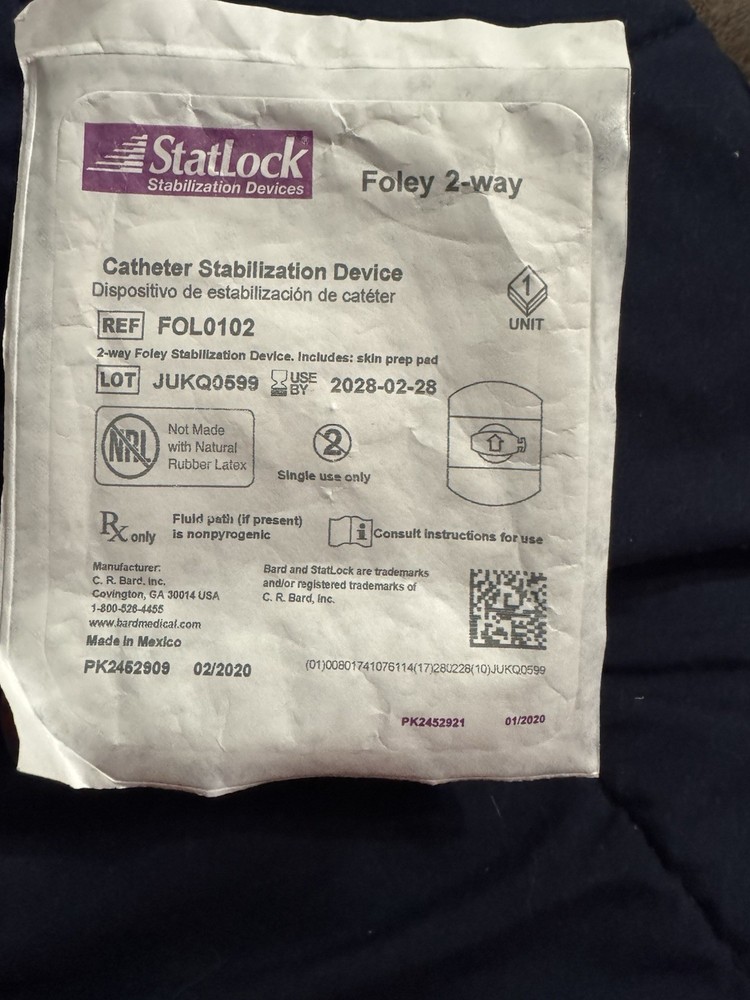 StatLock®
Stabilization Devices
Foley 2-way
Catheter Stabilization Device
Dispositivo de estabilización de catéter
1
UNIT
REF FOL0102
2-way Foley Stabilization Device. Includes: skin prep pad
LOT JUKQ0599 USE BY 2028-02-28
NRL
Not Made
with Natural
Rubber Latex
2
Single use only
Rx only
Fluid path (if present)
is nonpyrogenic
i Consult instructions for use
Manufacturer:
C. R. Bard, Inc.
Covington, GA 30014 USA
1-800-526-4455
www.bardmedical.com
Made in Mexico
Bard and StatLock are trademarks
and/or registered trademarks of
C. R. Bard, Inc.
PK2452909 02/2020
(01)00801741076114(17)280228(10)JUKQ0599
PK2452921 01/2020